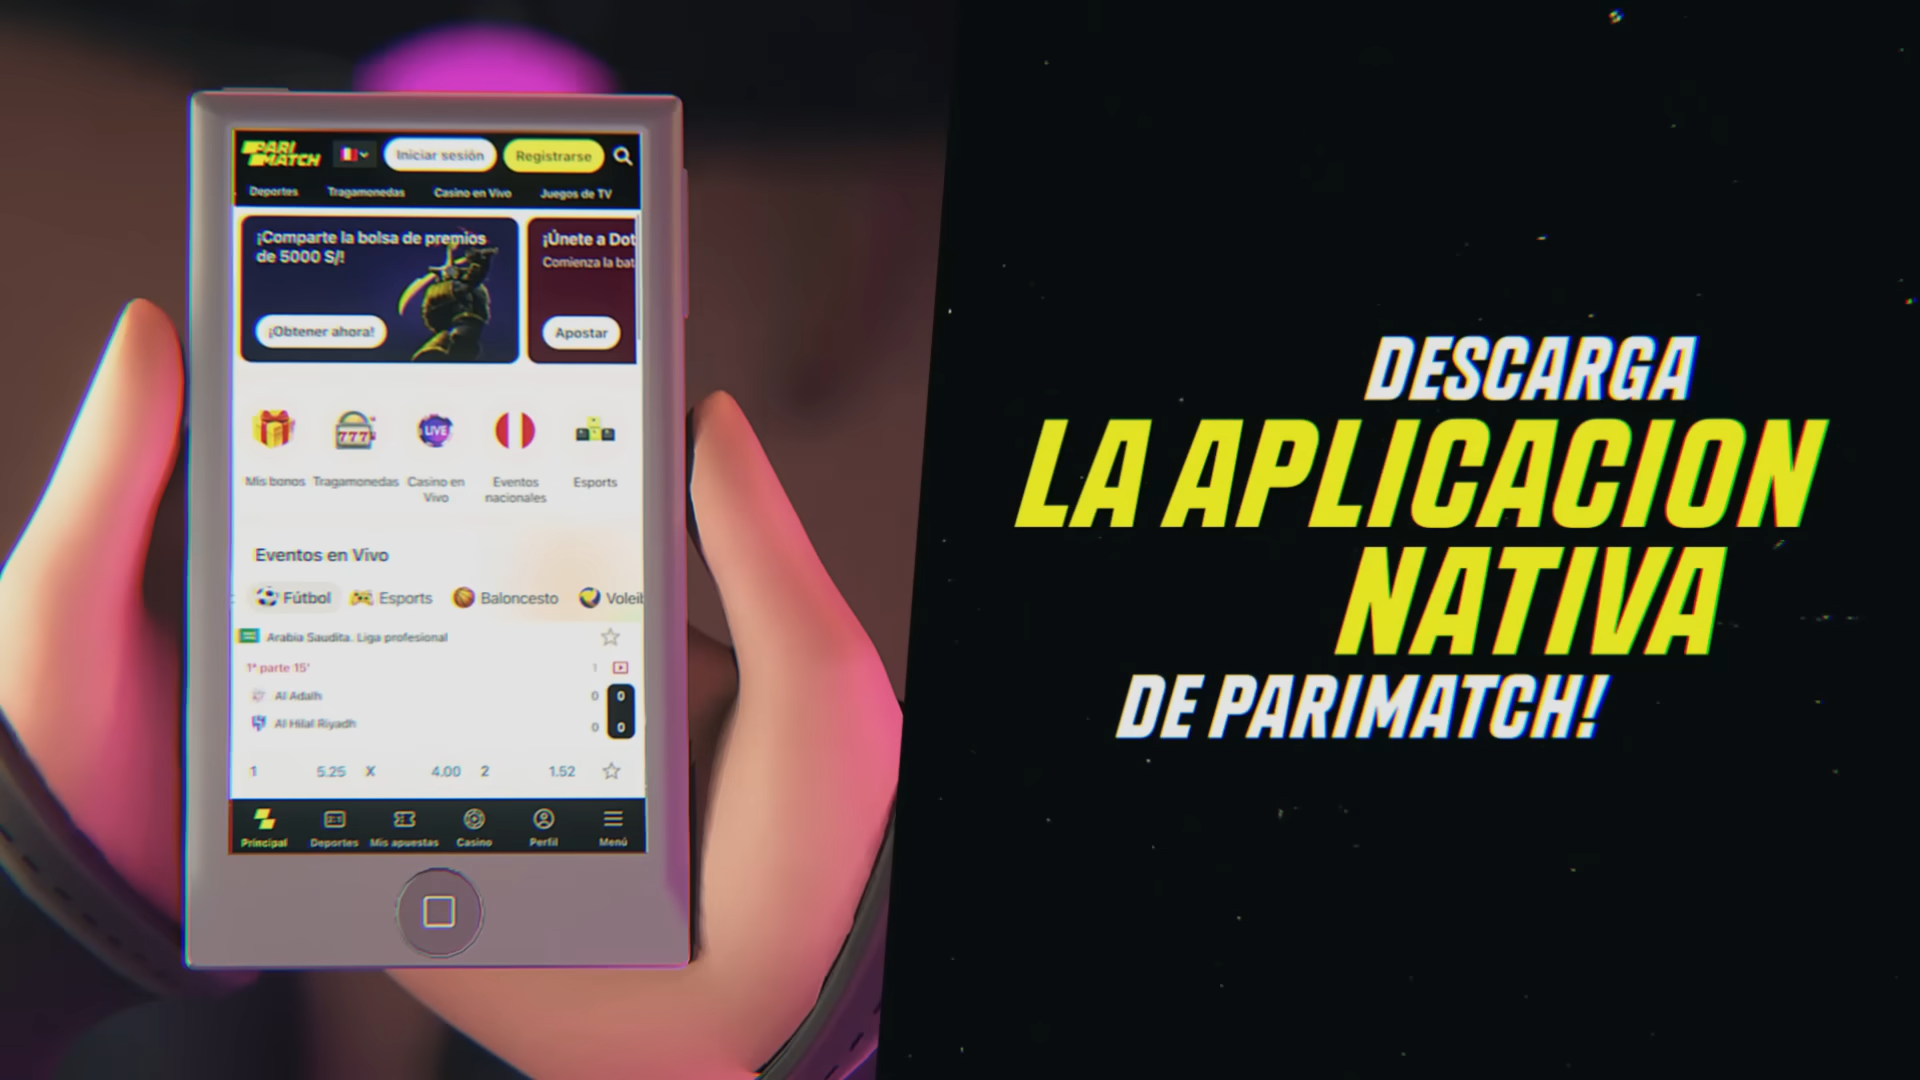 PARI
MATCH
Iniciar sesión
Registrarse
Deportes
Tragamonedas
Casino en Vivo
Juegos de TV
¡Comparte la bolsa de premios
de 5000 S/!
¡Obtener ahora!
¡Únete a Dot
Comienza la bat
Apostar
777
LIVE
Mis bonos
Tragamonedas
Casino en
Vivo
Eventos
nacionales
Esports
Eventos en Vivo
Fútbol
Esports
Baloncesto
Voleib
Arabia Saudita. Liga profesional
1ª parte 15'
1
Al Adalh
0
0
Al Hilal Riyadh
0
0
1 5.25 X 4.00 2 1.52
Principal
Deportes
Mis apuestas
Casino
Perfil
Menú
DESCARGA
LA APLICACION
NATIVA
DE PARIMATCH!